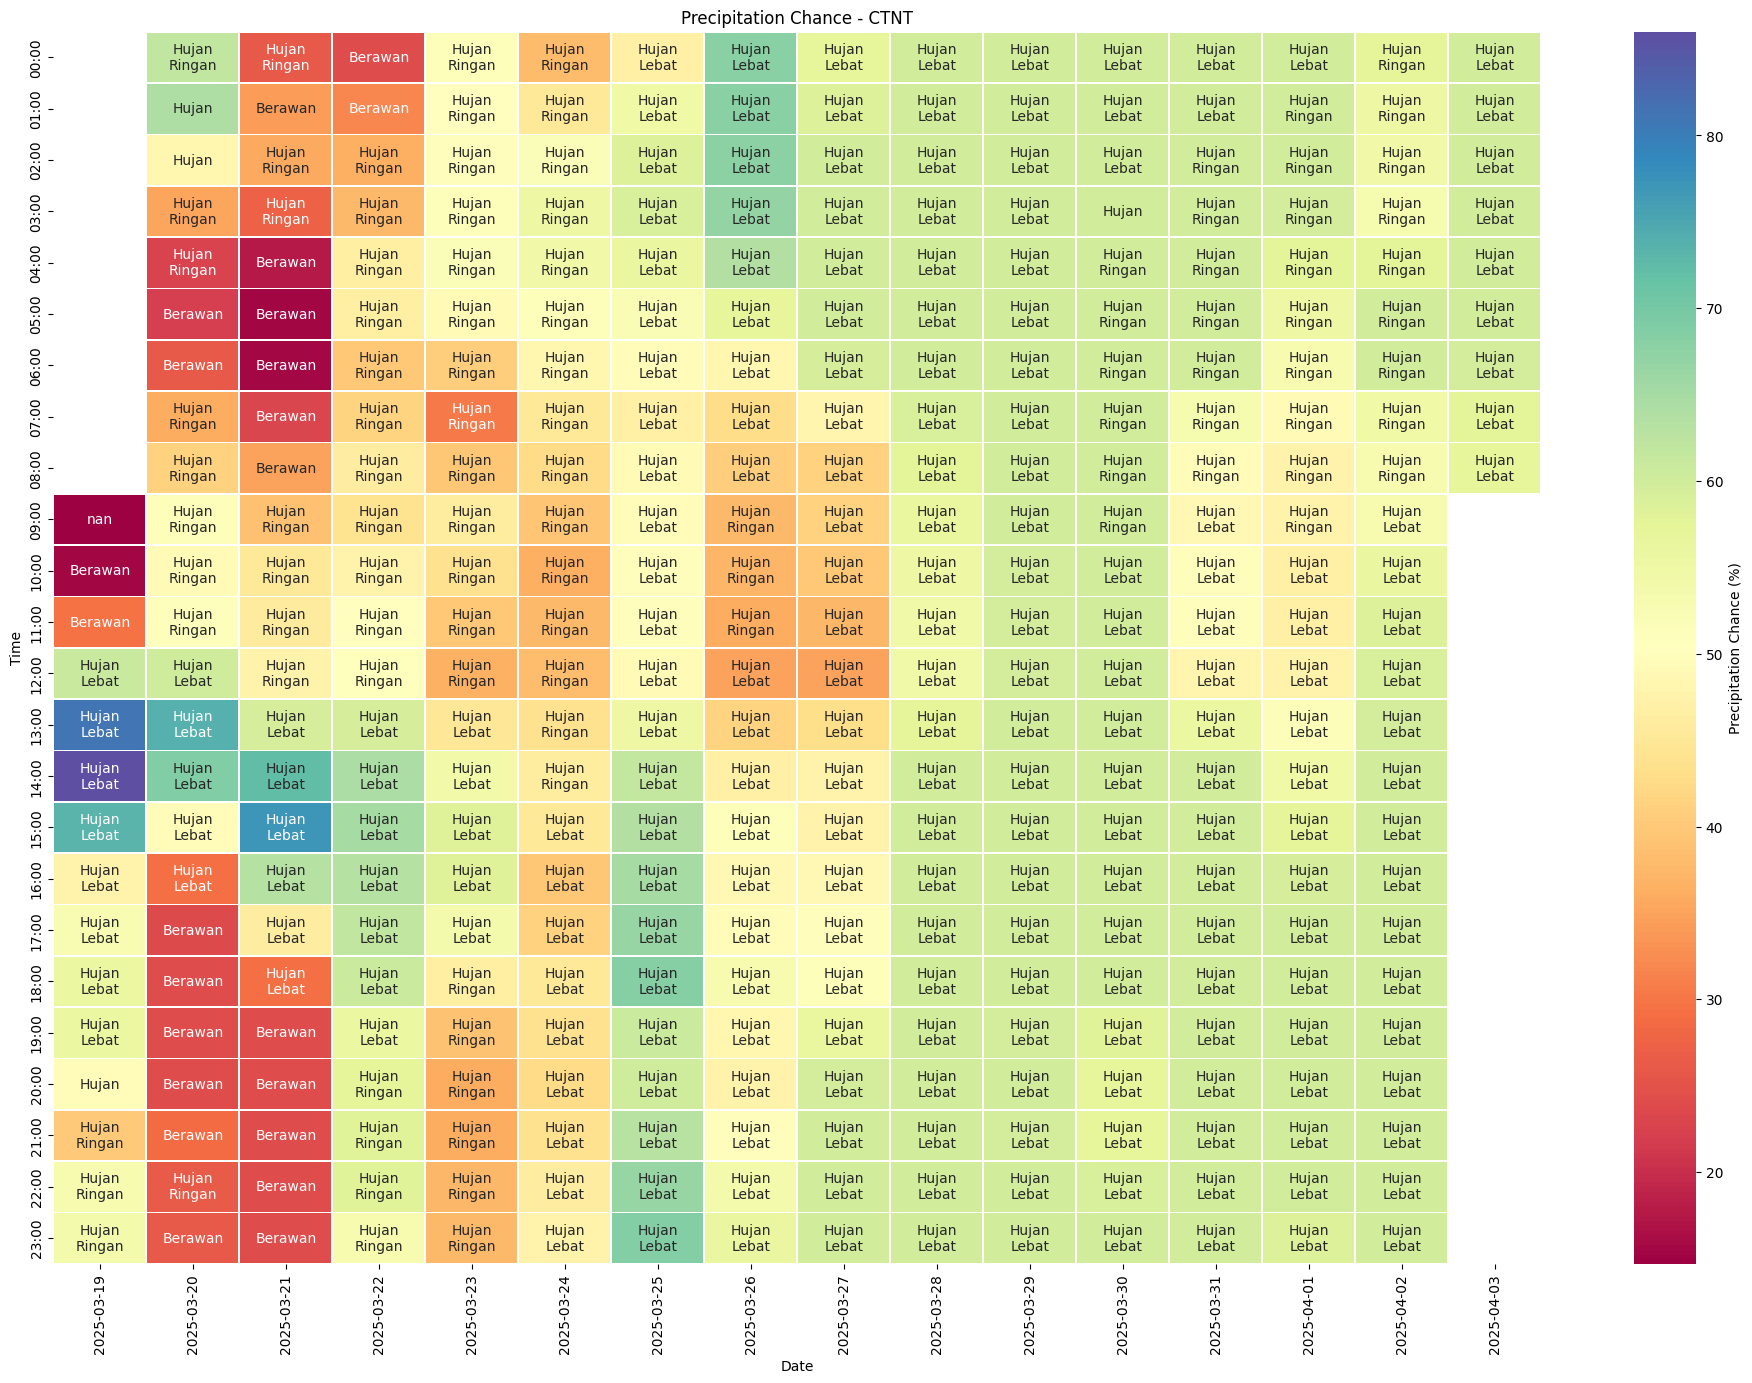 Precipitation Chance - CTNT
00:00 Hujan Ringan Hujan Ringan Berawan Hujan Ringan Hujan Ringan Hujan Lebat Hujan Lebat Hujan Lebat Hujan Lebat Hujan Lebat Hujan Lebat Hujan Lebat Hujan Lebat Hujan Ringan Hujan Lebat
01:00 Hujan Berawan Berawan Hujan Ringan Hujan Ringan Hujan Lebat Hujan Lebat Hujan Lebat Hujan Lebat Hujan Lebat Hujan Lebat Hujan Lebat Hujan Ringan Hujan Ringan Hujan Lebat
02:00 Hujan Hujan Ringan Hujan Ringan Hujan Ringan Hujan Ringan Hujan Lebat Hujan Lebat Hujan Lebat Hujan Lebat Hujan Lebat Hujan Lebat Hujan Ringan Hujan Ringan Hujan Ringan Hujan Lebat
03:00 Hujan Ringan Hujan Ringan Hujan Ringan Hujan Ringan Hujan Ringan Hujan Lebat Hujan Lebat Hujan Lebat Hujan Lebat Hujan Lebat Hujan Hujan Ringan Hujan Ringan Hujan Ringan Hujan Lebat
04:00 Hujan Ringan Berawan Hujan Ringan Hujan Ringan Hujan Ringan Hujan Lebat Hujan Lebat Hujan Lebat Hujan Lebat Hujan Lebat Hujan Ringan Hujan Ringan Hujan Ringan Hujan Ringan Hujan Lebat
05:00 Berawan Berawan Hujan Ringan Hujan Ringan Hujan Ringan Hujan Lebat Hujan Lebat Hujan Lebat Hujan Lebat Hujan Lebat Hujan Ringan Hujan Ringan Hujan Ringan Hujan Ringan Hujan Lebat
06:00 Berawan Berawan Hujan Ringan Hujan Ringan Hujan Ringan Hujan Lebat Hujan Lebat Hujan Lebat Hujan Lebat Hujan Lebat Hujan Ringan Hujan Ringan Hujan Ringan Hujan Ringan Hujan Lebat
07:00 Hujan Ringan Berawan Hujan Ringan Hujan Ringan Hujan Ringan Hujan Lebat Hujan Lebat Hujan Lebat Hujan Lebat Hujan Lebat Hujan Ringan Hujan Ringan Hujan Ringan Hujan Ringan Hujan Lebat
08:00 Hujan Ringan Berawan Hujan Ringan Hujan Ringan Hujan Ringan Hujan Lebat Hujan Lebat Hujan Lebat Hujan Lebat Hujan Lebat Hujan Ringan Hujan Ringan Hujan Ringan Hujan Ringan Hujan Lebat
09:00 nan Hujan Ringan Hujan Ringan Hujan Ringan Hujan Ringan Hujan Ringan Hujan Lebat Hujan Ringan Hujan Lebat Hujan Lebat Hujan Lebat Hujan Ringan Hujan Lebat Hujan Ringan Hujan Lebat
10:00 Berawan Hujan Ringan Hujan Ringan Hujan Ringan Hujan Ringan Hujan Ringan Hujan Lebat Hujan Ringan Hujan Lebat Hujan Lebat Hujan Lebat Hujan Lebat Hujan Lebat Hujan Lebat Hujan Lebat
11:00 Berawan Hujan Ringan Hujan Ringan Hujan Ringan Hujan Ringan Hujan Ringan Hujan Lebat Hujan Ringan Hujan Lebat Hujan Lebat Hujan Lebat Hujan Lebat Hujan Lebat Hujan Lebat Hujan Lebat
12:00 Hujan Lebat Hujan Lebat Hujan Ringan Hujan Ringan Hujan Ringan Hujan Ringan Hujan Lebat Hujan Lebat Hujan Lebat Hujan Lebat Hujan Lebat Hujan Lebat Hujan Lebat Hujan Lebat Hujan Lebat
13:00 Hujan Lebat Hujan Lebat Hujan Lebat Hujan Lebat Hujan Lebat Hujan Ringan Hujan Lebat Hujan Lebat Hujan Lebat Hujan Lebat Hujan Lebat Hujan Lebat Hujan Lebat Hujan Lebat Hujan Lebat
14:00 Hujan Lebat Hujan Lebat Hujan Lebat Hujan Lebat Hujan Lebat Hujan Ringan Hujan Lebat Hujan Lebat Hujan Lebat Hujan Lebat Hujan Lebat Hujan Lebat Hujan Lebat Hujan Lebat Hujan Lebat
15:00 Hujan Lebat Hujan Lebat Hujan Lebat Hujan Lebat Hujan Lebat Hujan Lebat Hujan Lebat Hujan Lebat Hujan Lebat Hujan Lebat Hujan Lebat Hujan Lebat Hujan Lebat Hujan Lebat Hujan Lebat
16:00 Hujan Lebat Hujan Lebat Hujan Lebat Hujan Lebat Hujan Lebat Hujan Lebat Hujan Lebat Hujan Lebat Hujan Lebat Hujan Lebat Hujan Lebat Hujan Lebat Hujan Lebat Hujan Lebat Hujan Lebat
17:00 Hujan Lebat Berawan Hujan Lebat Hujan Lebat Hujan Lebat Hujan Lebat Hujan Lebat Hujan Lebat Hujan Lebat Hujan Lebat Hujan Lebat Hujan Lebat Hujan Lebat Hujan Lebat Hujan Lebat
18:00 Hujan Lebat Berawan Hujan Lebat Hujan Lebat Hujan Ringan Hujan Lebat Hujan Lebat Hujan Lebat Hujan Lebat Hujan Lebat Hujan Lebat Hujan Lebat Hujan Lebat Hujan Lebat Hujan Lebat
19:00 Hujan Lebat Berawan Berawan Hujan Lebat Hujan Ringan Hujan Lebat Hujan Lebat Hujan Lebat Hujan Lebat Hujan Lebat Hujan Lebat Hujan Lebat Hujan Lebat Hujan Lebat Hujan Lebat
20:00 Hujan Berawan Berawan Hujan Ringan Hujan Ringan Hujan Lebat Hujan Lebat Hujan Lebat Hujan Lebat Hujan Lebat Hujan Lebat Hujan Lebat Hujan Lebat Hujan Lebat Hujan Lebat
21:00 Hujan Ringan Berawan Berawan Hujan Ringan Hujan Ringan Hujan Lebat Hujan Lebat Hujan Lebat Hujan Lebat Hujan Lebat Hujan Lebat Hujan Lebat Hujan Lebat Hujan Lebat Hujan Lebat
22:00 Hujan Ringan Hujan Ringan Berawan Hujan Ringan Hujan Ringan Hujan Lebat Hujan Lebat Hujan Lebat Hujan Lebat Hujan Lebat Hujan Lebat Hujan Lebat Hujan Lebat Hujan Lebat Hujan Lebat
23:00 Hujan Ringan Berawan Berawan Hujan Ringan Hujan Ringan Hujan Lebat Hujan Lebat Hujan Lebat Hujan Lebat Hujan Lebat Hujan Lebat Hujan Lebat Hujan Lebat Hujan Lebat Hujan Lebat
Time
2025-03-19
2025-03-20
2025-03-21
2025-03-22
2025-03-23
2025-03-24
2025-03-25
2025-03-26
2025-03-27
2025-03-28
2025-03-29
2025-03-30
2025-03-31
2025-04-01
2025-04-02
2025-04-03
Date
80
70
60
50
40
30
20
Precipitation Chance (%)